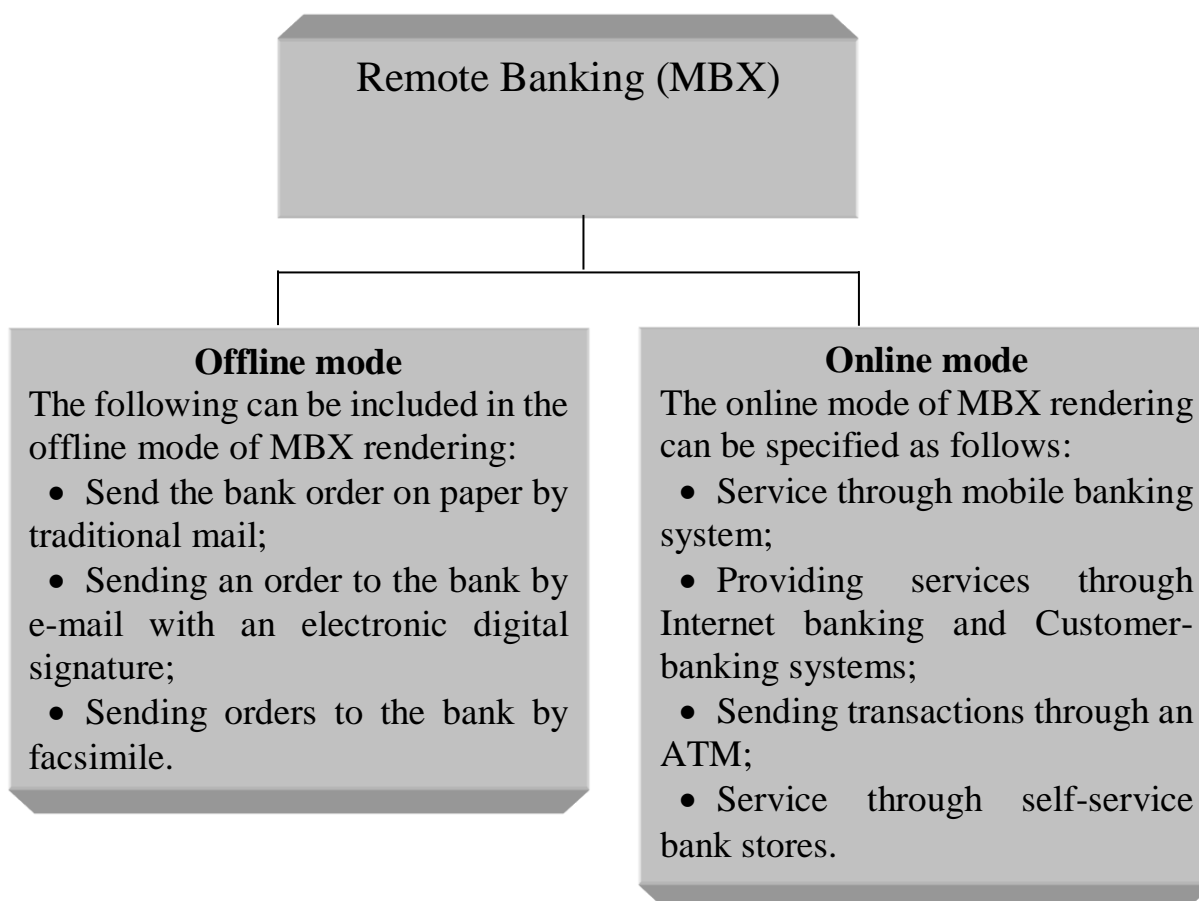 Remote Banking (MBX)
Offline mode
The following can be included in the
offline mode of MBX rendering:
• Send the bank order on paper by
traditional mail;
• Sending an order to the bank by
e-mail with an electronic digital
signature;
• Sending orders to the bank by
facsimile.
Online mode
The online mode of MBX rendering
can be specified as follows:
• Service through mobile banking
system;
• Providing services through
Internet banking and Customer-
banking systems;
• Sending transactions through an
ATM;
• Service through self-service
bank stores.